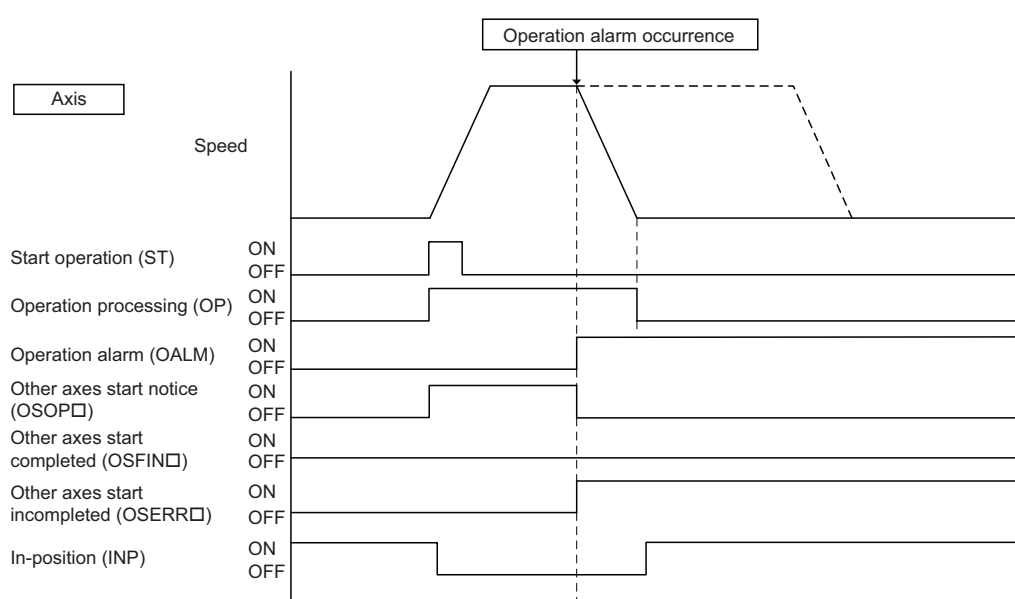 Operation alarm occurrence
Axis
Speed
Start operation (ST)
ON
OFF
Operation processing (OP)
ON
OFF
Operation alarm (OALM)
ON
OFF
Other axes start notice
(OSOP□)
ON
OFF
Other axes start
completed (OSFIN□)
ON
OFF
Other axes start
incompleted (OSERR□)
ON
OFF
In-position (INP)
ON
OFF